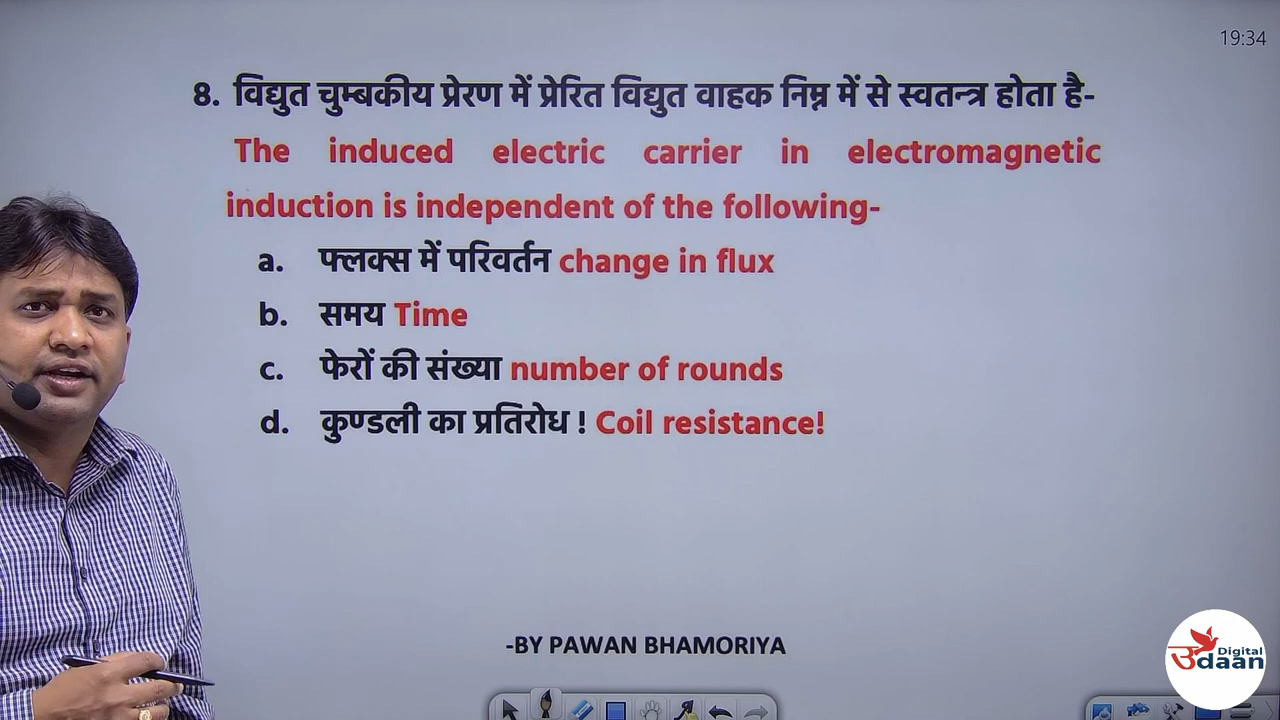 19:34
8. विद्युत चुम्बकीय प्रेरण में प्रेरित विद्युत वाहक निम्न में से स्वतन्त्र होता है-
The induced electric carrier in electromagnetic
induction is independent of the following-
a. फ्लक्स में परिवर्तन change in flux
b. समय Time
c. फेरों की संख्या number of rounds
d. कुण्डली का प्रतिरोध ! Coil resistance!
-BY PAWAN BHAMORIYA
Digital
उdaan